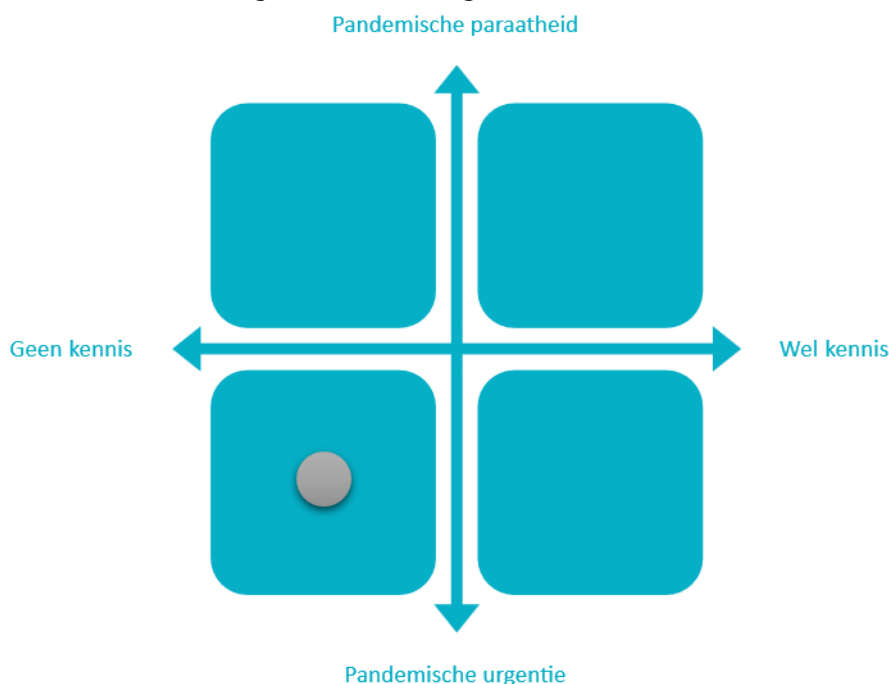 Pandemische paraatheid
Geen kennis
Wel kennis
Pandemische urgentie